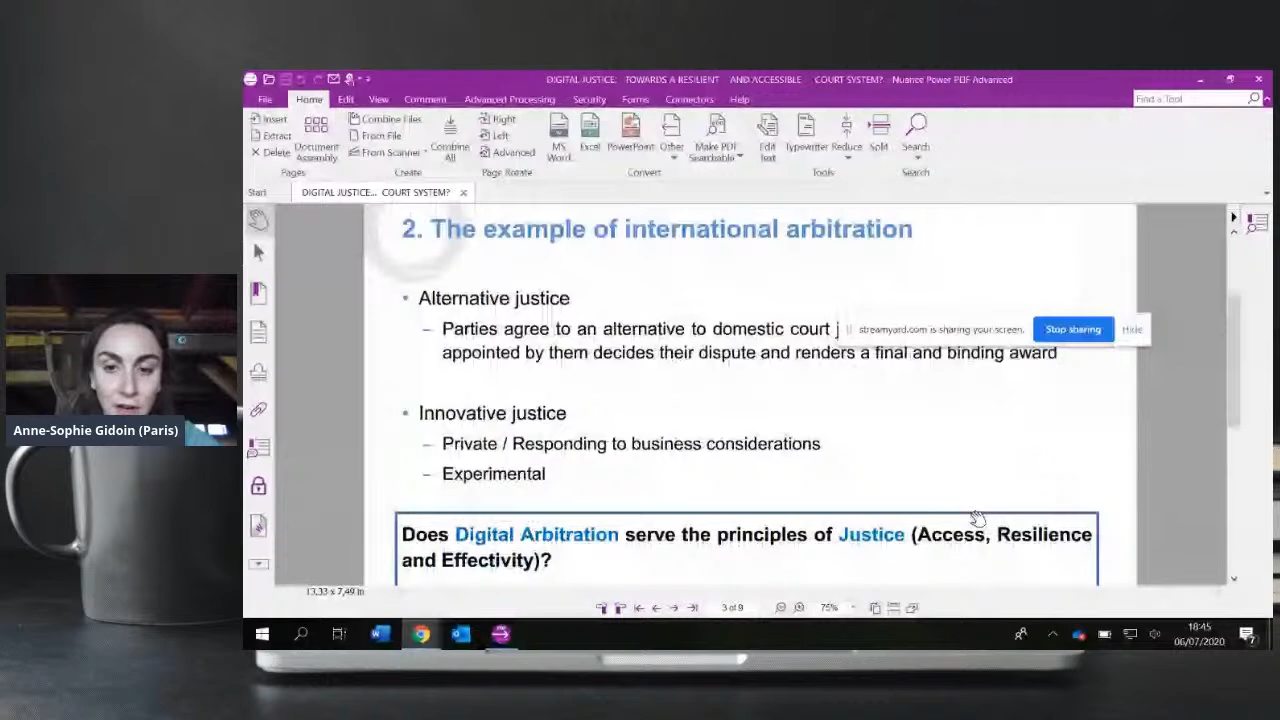 DIGITAL JUSTICE: TOWARDS A RESILIENT AND ACCESSIBLE COURT SYSTEM? Nuance Power PDF Advanced
File Home Edit View Comment Advanced Processing Security Forms Connectors Help Find a Tool
Insert
Extract
Delete
Pages
Document Assembly
Combine Files
From File
From Scanner
Combine All
Create
Right
Left
Advanced
Page Rotate
MS Word
Excel
PowerPoint
Other
Make PDF Searchable
Convert
Edit Text
Typewriter
Reduce
Split
Tools
Search
Search
Start DIGITAL JUSTICE... COURT SYSTEM?
2. The example of international arbitration
• Alternative justice
– Parties agree to an alternative to domestic court j
streamyard.com is sharing your screen. Stop sharing Hide
appointed by them decides their dispute and renders a final and binding award
• Innovative justice
– Private / Responding to business considerations
– Experimental
Does Digital Arbitration serve the principles of Justice (Access, Resilience
and Effectivity)?
Anne-Sophie Gidoin (Paris)
13,33 x 7,49 in
3 of 9 75%
18:45
06/07/2020